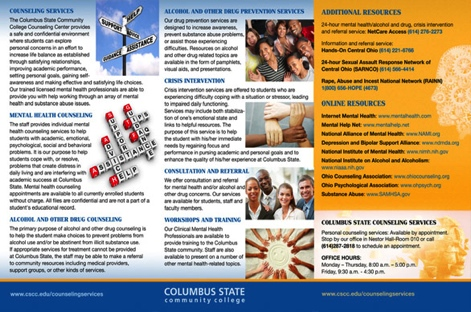 COUNSELING SERVICES
The Columbus State Community
College Counseling Center provides
a safe and confidential environment
where students can explore
personal concerns in an effort to
increase life balance as established
through satisfying relationships,
improving academic performance,
setting personal goals, gaining self-
awareness and making effective and satisfying life choices.
Our trained licensed mental health professionals are able to
provide you with help working through an array of mental
health and substance abuse issues.
MENTAL HEALTH COUNSELING
The staff provides individual mental
health counseling services to help
students with academic, emotional,
psychological, social and behavioral
problems. It is our purpose to help
students cope with, or resolve,
problems that create distress in
daily living and are interfering with
academic success at Columbus
State. Mental health counseling
appointments are available to all currently enrolled students
without charge. All files are confidential and are not a part of a
student's educational record.
ALCOHOL AND OTHER DRUG COUNSELING
The primary purpose of alcohol and other drug counseling is to
help the student make choices to prevent problems from
alcohol use and/or be abstinent from illicit substance use.
If appropriate services for treatment cannot be provided
at Columbus State, the staff may be able to make a referral
to community resources including medical providers,
support groups, or other kinds of services.
www.cscc.edu/counselingservices
HELP
SUPPORT
ADVICE
GUIDANCE
ASSISTANCE
ASSISTANCE
HELP
ALCOHOL AND OTHER DRUG PREVENTION SERVICES
Our drug prevention services are
designed to increase awareness,
prevent substance abuse problems,
or assist those experiencing
difficulties. Resources on alcohol
and other drug-related topics are
available in the form of pamphlets,
visual aids, and presentations.
CRISIS INTERVENTION
Crisis intervention services are offered to students who are
experiencing difficulty coping with a situation or stressor, leading
to impaired daily functioning.
Services may include both stabiliza-
tion of one's emotional state and
links to helpful resources. The
purpose of this service is to help
the student with his/her immediate
needs by regaining focus and
performance in pursuing academic and personal goals and to
enhance the quality of his/her experience at Columbus State.
CONSULTATION AND REFERRAL
We offer consultation and referral
for mental health and/or alcohol and
other drug concerns. Our services
are available for students, staff and
faculty members.
WORKSHOPS AND TRAINING
Our Clinical Mental Health
Professionals are available to
provide training to the Columbus
State community. Staff are also
available to present on a number of
other mental health-related topics.
COLUMBUS STATE
community college
ADDITIONAL RESOURCES
24-hour mental health/alcohol and drug, crisis intervention
and referral service: NetCare Access (614) 276-2273
Information and referral service:
Hands-On Central Ohio (614) 221-6766
24-hour Sexual Assault Response Network of
Central Ohio (SARNCO) (614) 566-4414
Rape, Abuse and Incest National Network (RAINN)
1(800) 656-HOPE (4673)
ONLINE RESOURCES
Internet Mental Health: www.mentalhealth.com
Mental Help Net: www.mentalhelp.net
National Alliance of Mental Health: www.NAMI.org
Depression and Bipolar Support Alliance: www.ndmda.org
National Institute of Mental Health: www.nimh.nih.gov
National Institute on Alcohol and Alcoholism:
www.niaaa.nih.gov
Ohio Counseling Association: www.ohiocounseling.org
Ohio Psychological Association: www.ohpsych.org
Substance Abuse: www.SAMHSA.gov
COLUMBUS STATE COUNSELING SERVICES
Personal counseling services: Available by appointment.
Stop by our office in Nestor Hall-Room 010 or call
(614)287-2818 to schedule an appointment.
OFFICE HOURS:
Monday – Thursday, 8:00 a.m. – 5:00 p.m.
Friday, 9:30 a.m. – 4:30 p.m.
www.cscc.edu/counselingservices